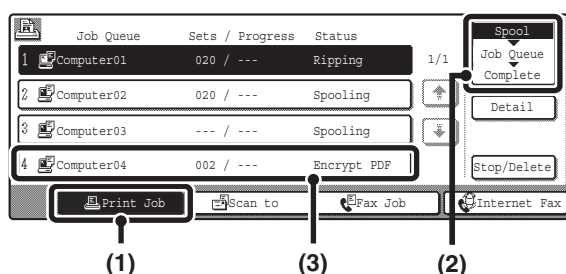 Job Queue Sets / Progress Status
1 Computer01 020 / --- Ripping
2 Computer02 020 / --- Spooling
3 Computer03 --- / --- Spooling
4 Computer04 002 / --- Encrypt PDF
1/1
Spool
Job Queue
Complete
Detail
Stop/Delete
Print Job Scan to Fax Job Internet Fax
(1) (3) (2)